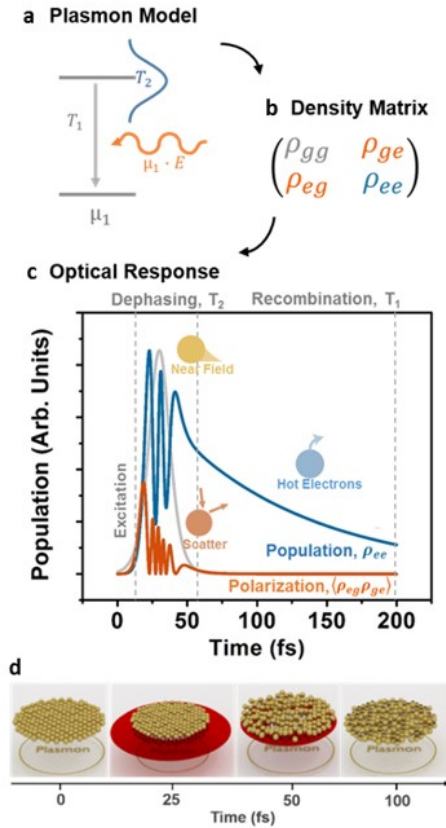 a Plasmon Model
T₂
T₁
μ₁ · E
μ₁
b Density Matrix
ρgg ρge
ρeg ρee
c Optical Response
Dephasing, T₂ Recombination, T₁
Population (Arb. Units)
Excitation
Near Field
Hot Electrons
Scatter
Population, ρee
Polarization,⟨ρegρge⟩
0 50 100 150 200
Time (fs)
d
Plasmon Plasmon
0 25 50 100
Time (fs)